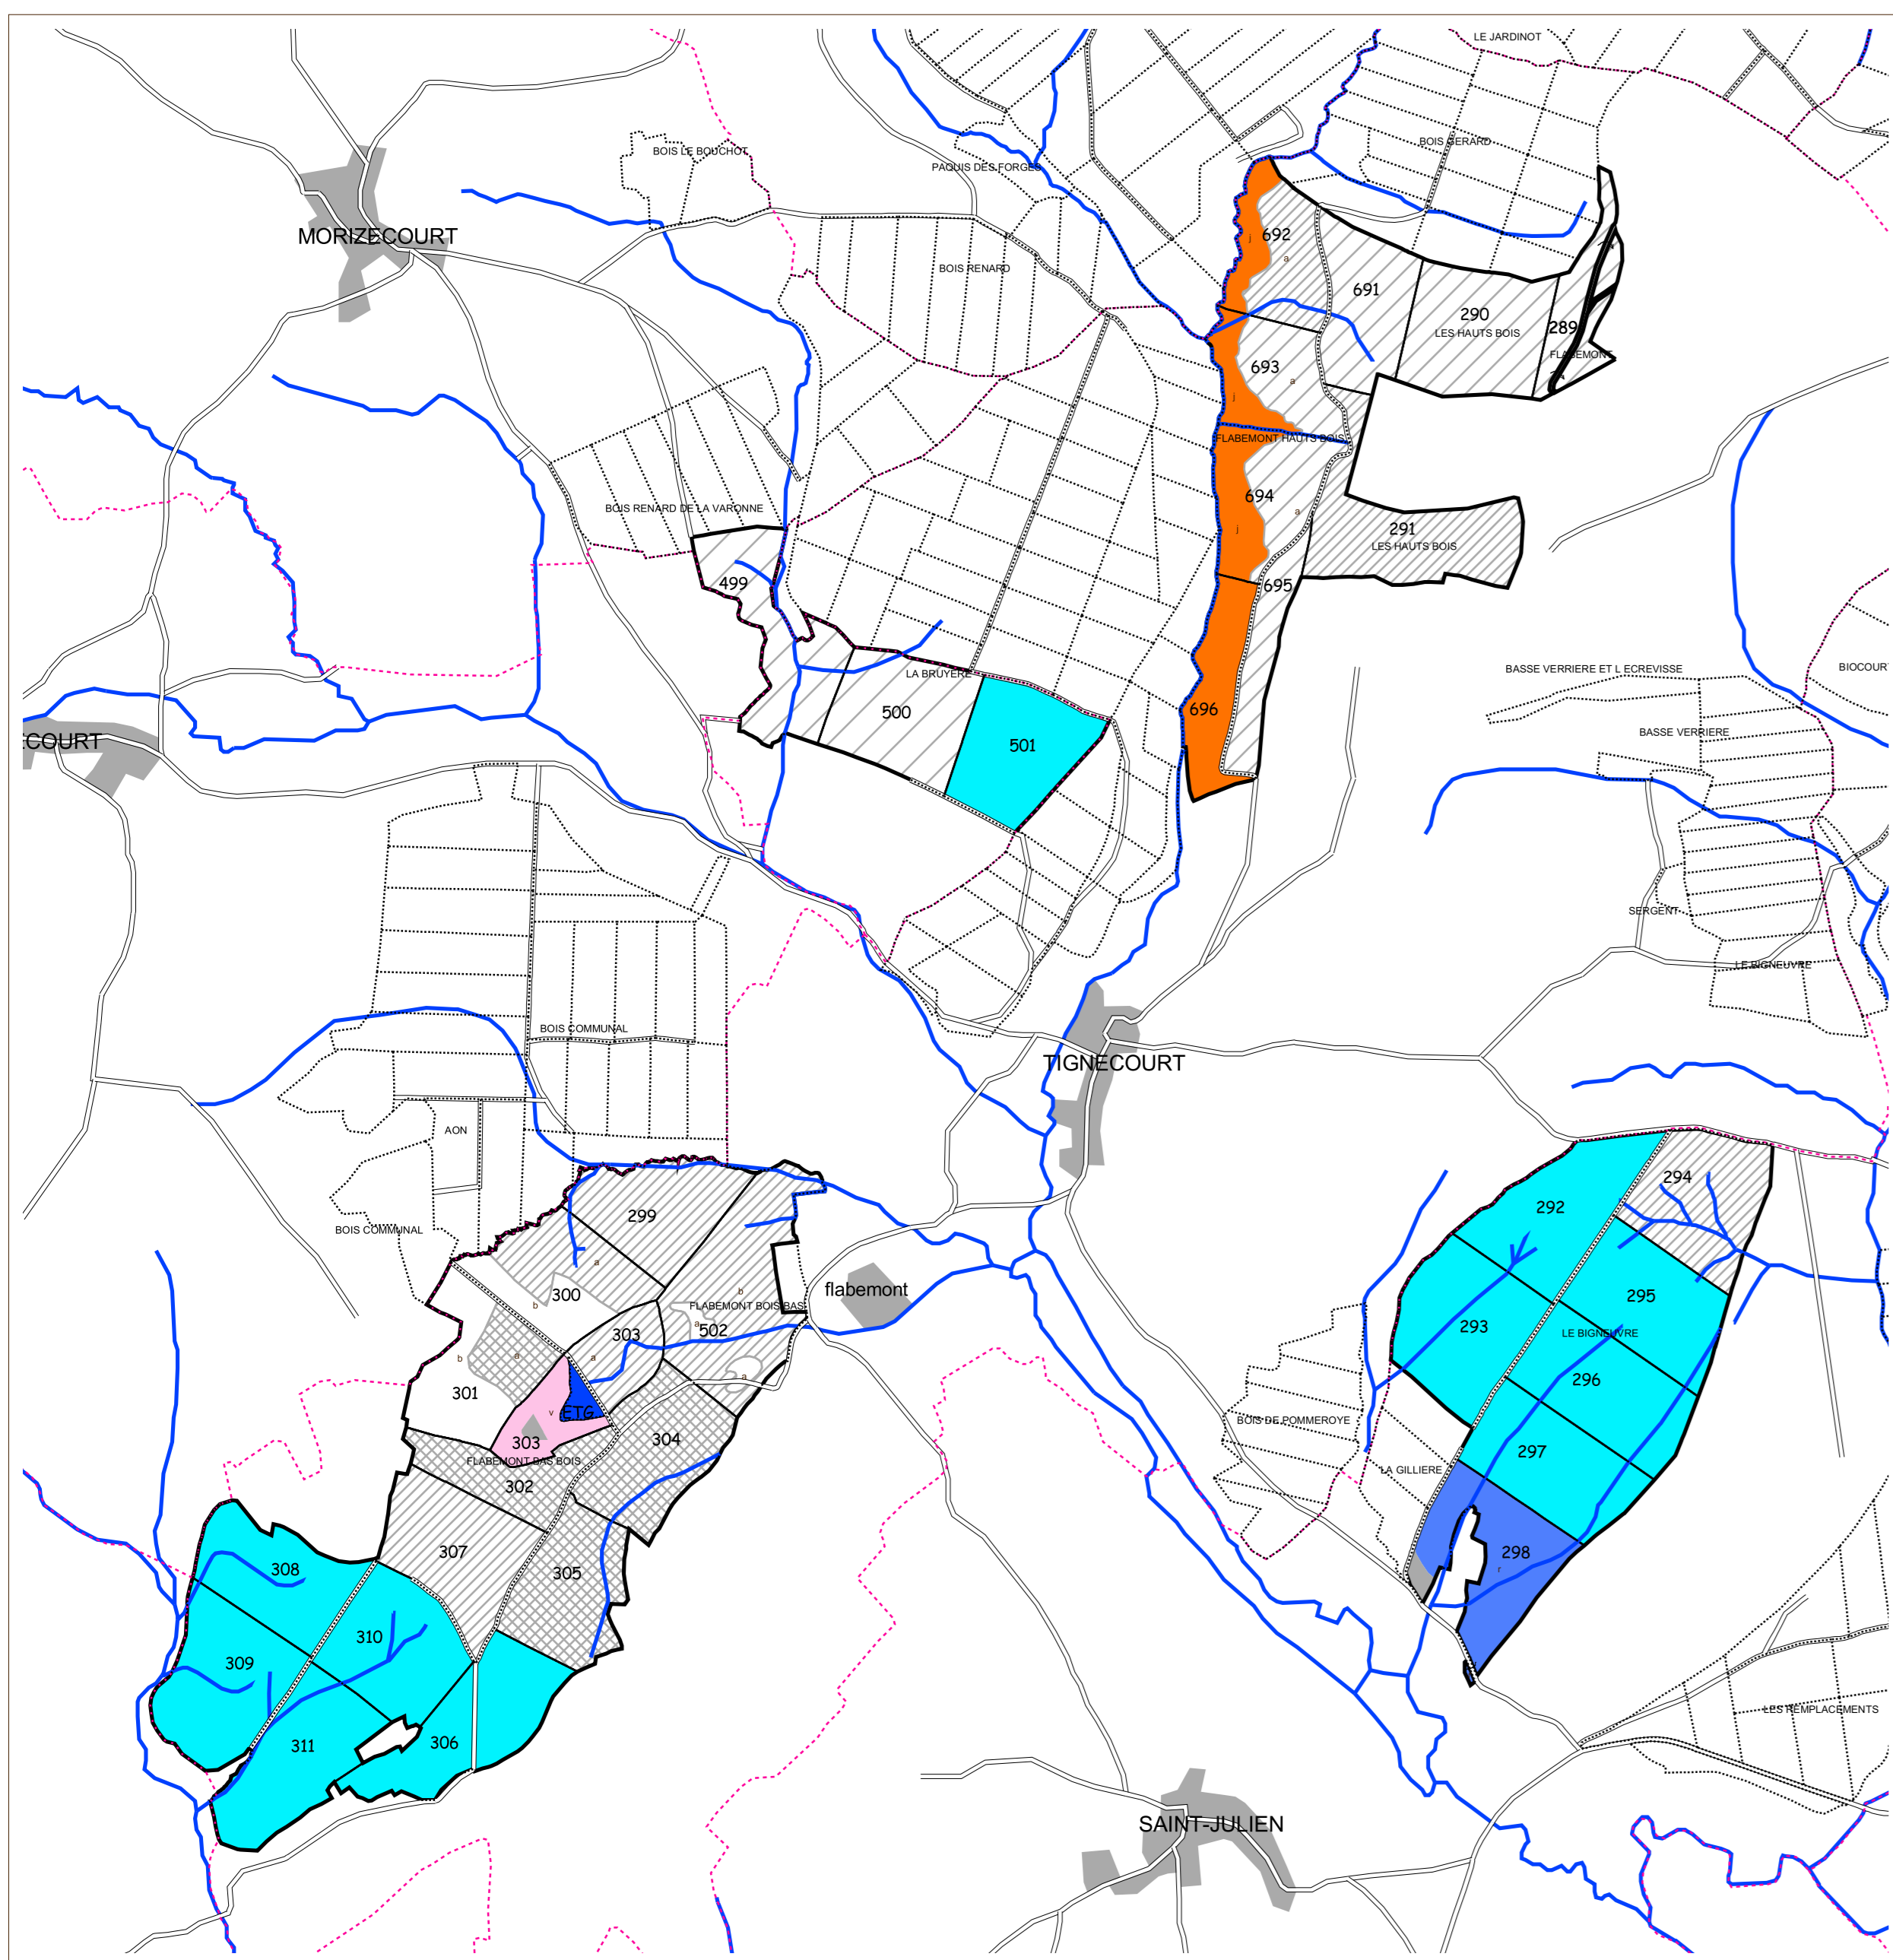 LE JARDINOT
BOIS GERARD
BOIS LE BOUCHOT
PAQUIS DES FORGES
MORIZECOURT
692
j
a
BOIS RENARD
691
290
LES HAUTS BOIS
289
FLABEMONT
693
a
j
FLABEMONT HAUTS BOIS
694
a
j
BOIS RENARD DE LA VARONNE
291
LES HAUTS BOIS
499
695
BASSE VERRIERE ET L ECREVISSE
BIOCOUR
LA BRUYERE
500
696
501
BASSE VERRIERE
ECOURT
SERGENT
LE BIGNEUVRE
BOIS COMMUNAL
TIGNECOURT
AON
j
294
292
299
BOIS COMMUNAL
a
b
300
b
flabemont
295
FLABEMONT BOIS BAS
a
502
303
293
LE BIGNEUVRE
b
a
a
a
296
301
v
ETG
BOIS DE POMMEROYE
303
304
297
FLABEMONT BAS BOIS
LA GILLIERE
302
307
298
r
308
305
310
309
LES REMPLACEMENTS
311
306
SAINT-JULIEN